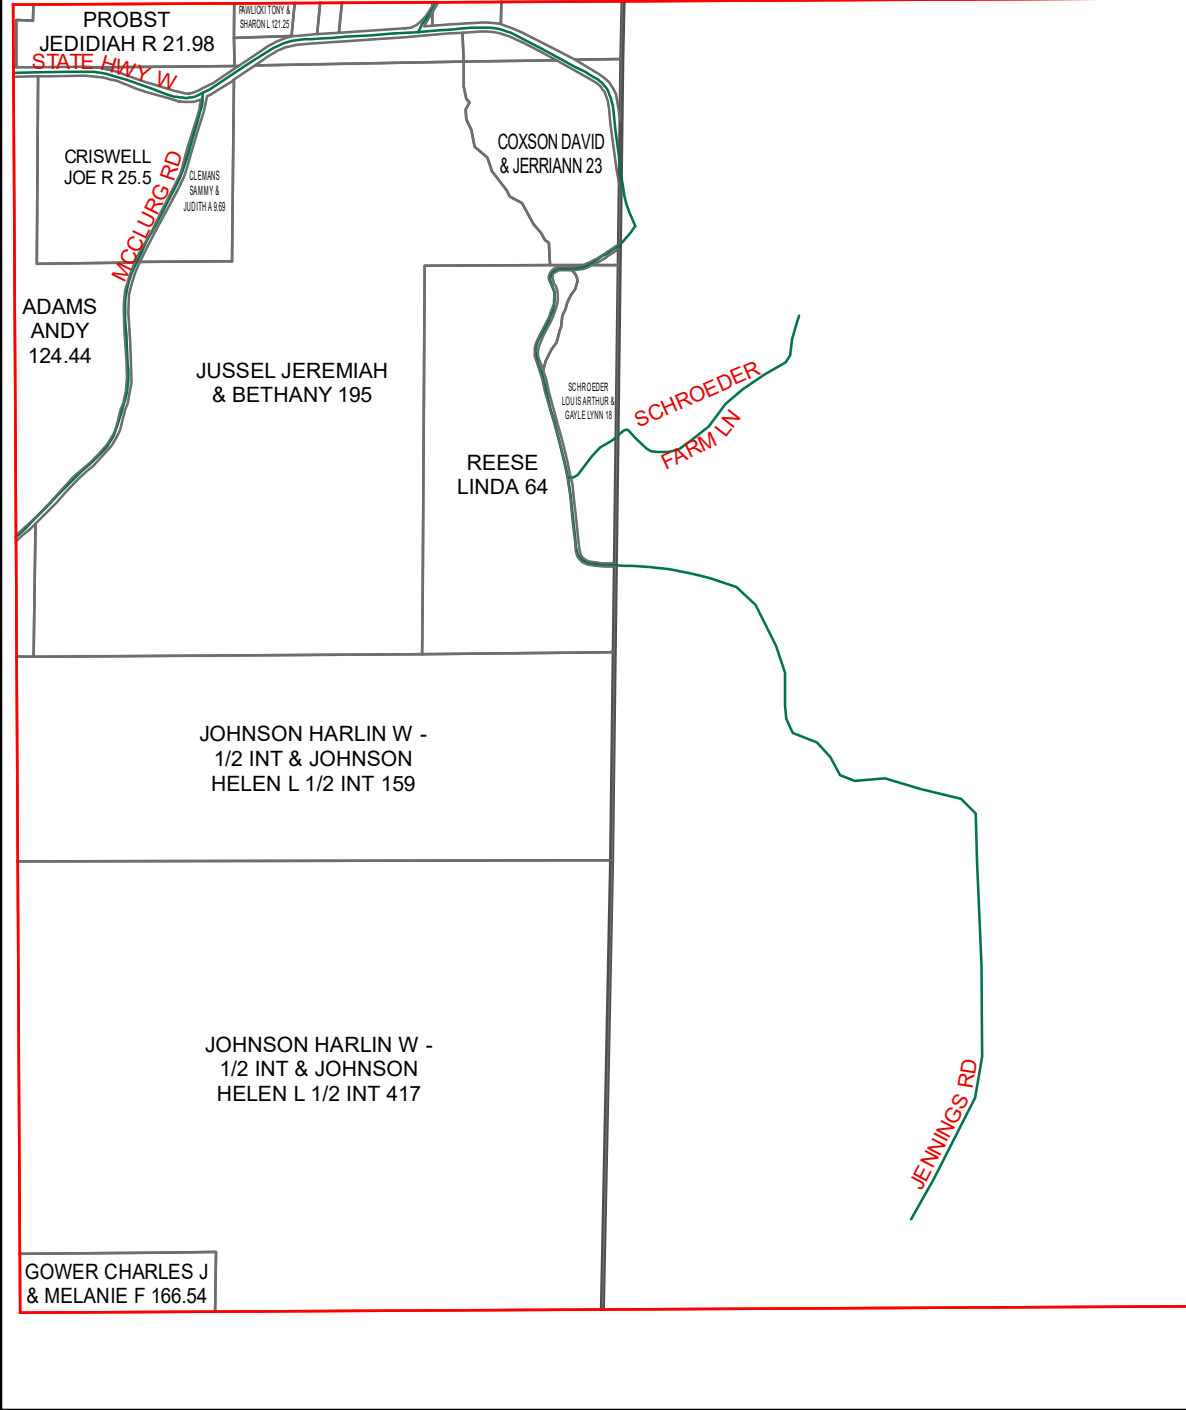 PROBST
JEDIDIAH R 21.98
PAWLICKI TONY &
SHARON L 121.25
STATE HWY W
CRISWELL
JOE R 25.5
MCCLURG RD
CLEMANS
SAMMY &
JUDITH A 9.69
COXSON DAVID
& JERRIANN 23
ADAMS
ANDY
124.44
JUSSEL JEREMIAH
& BETHANY 195
SCHROEDER
LOUIS ARTHUR &
GAYLE LYNN 18
SCHROEDER
FARM LN
REESE
LINDA 64
JOHNSON HARLIN W -
1/2 INT & JOHNSON
HELEN L 1/2 INT 159
JOHNSON HARLIN W -
1/2 INT & JOHNSON
HELEN L 1/2 INT 417
JENNINGS RD
GOWER CHARLES J
& MELANIE F 166.54